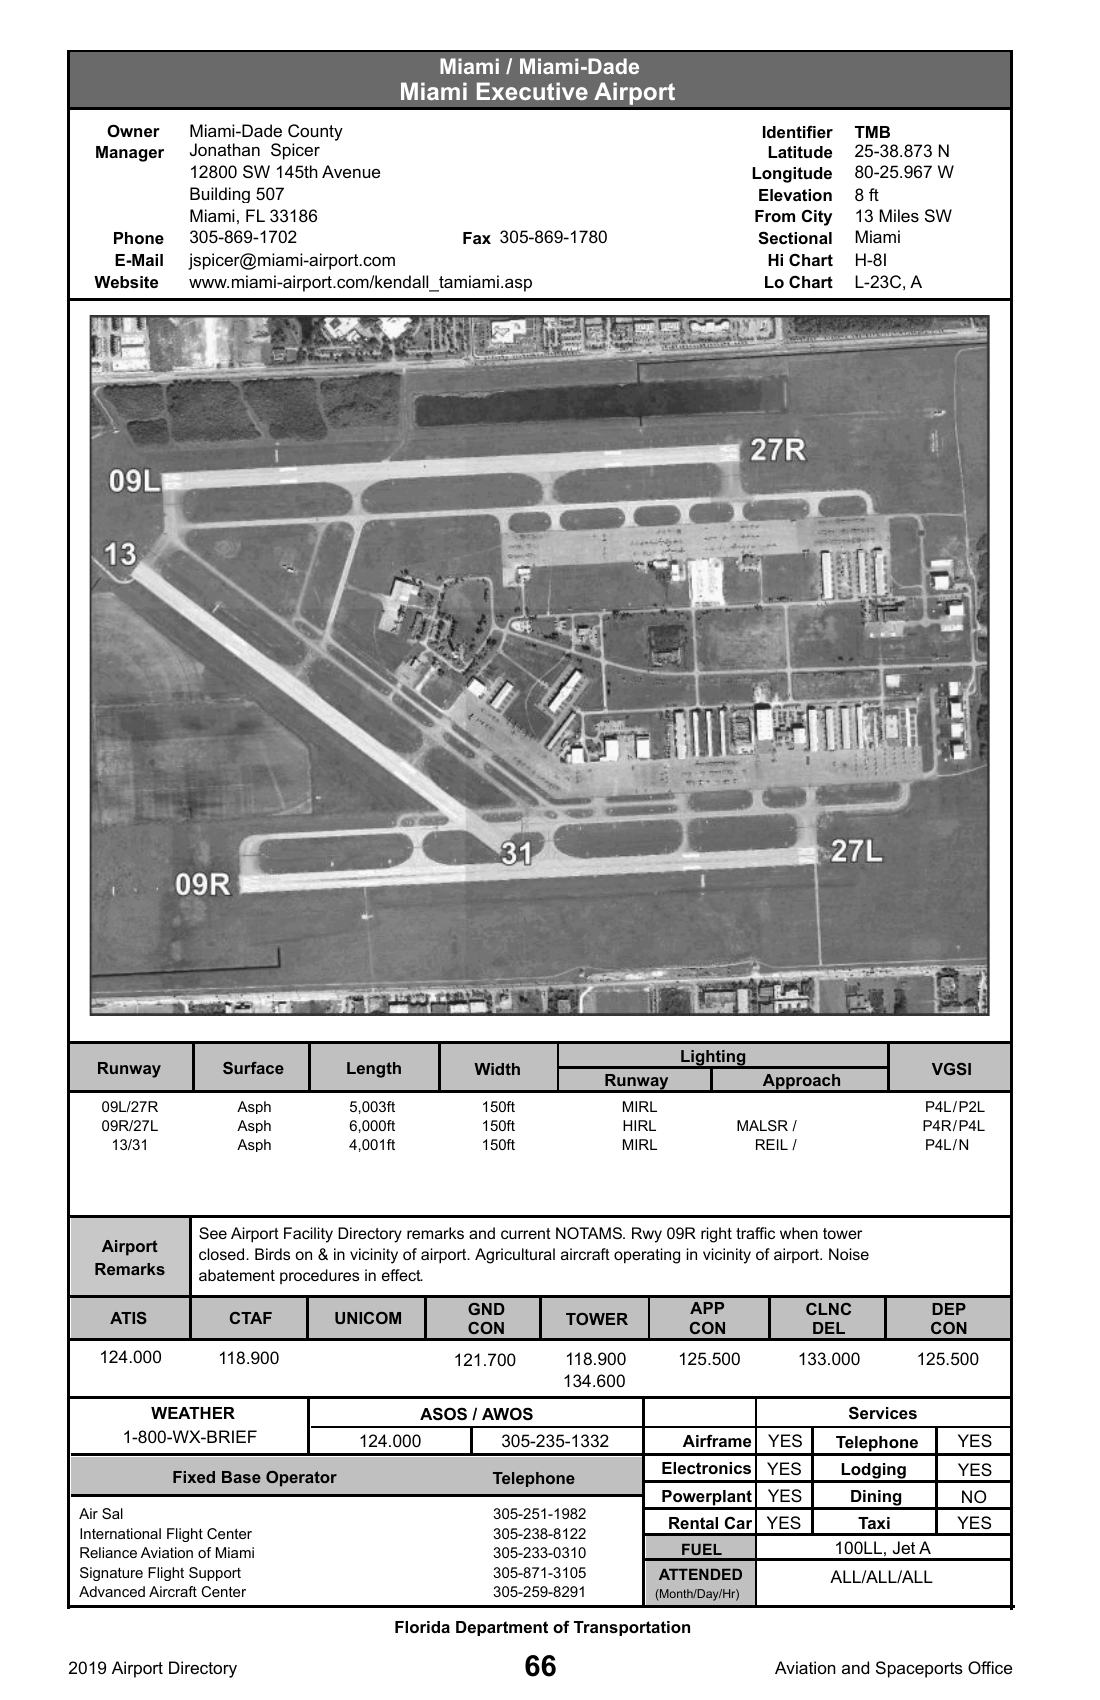 Miami / Miami-Dade
Miami Executive Airport
Owner Miami-Dade County
Manager Jonathan Spicer
12800 SW 145th Avenue
Building 507
Miami, FL 33186
Phone 305-869-1702 Fax 305-869-1780
E-Mail jspicer@miami-airport.com
Website www.miami-airport.com/kendall_tamiami.asp
Identifier TMB
Latitude 25-38.873 N
Longitude 80-25.967 W
Elevation 8 ft
From City 13 Miles SW
Sectional Miami
Hi Chart H-8I
Lo Chart L-23C, A
27R
09L
13
31
27L
09R
Runway Surface Length Width Lighting VGSI
Runway Approach
09L/27R Asph 5,003ft 150ft MIRL P4L/P2L
09R/27L Asph 6,000ft 150ft HIRL MALSR / P4R/P4L
13/31 Asph 4,001ft 150ft MIRL REIL / P4L/N
Airport Remarks
See Airport Facility Directory remarks and current NOTAMS. Rwy 09R right traffic when tower
closed. Birds on & in vicinity of airport. Agricultural aircraft operating in vicinity of airport. Noise
abatement procedures in effect.
ATIS CTAF UNICOM GND CON TOWER APP CON CLNC DEL DEP CON
124.000 118.900 121.700 118.900 125.500 133.000 125.500
134.600
WEATHER
1-800-WX-BRIEF
ASOS / AWOS
124.000 305-235-1332
Services
Airframe YES Telephone YES
Electronics YES Lodging YES
Powerplant YES Dining NO
Rental Car YES Taxi YES
FUEL 100LL, Jet A
ATTENDED ALL/ALL/ALL
(Month/Day/Hr)
Fixed Base Operator Telephone
Air Sal 305-251-1982
International Flight Center 305-238-8122
Reliance Aviation of Miami 305-233-0310
Signature Flight Support 305-871-3105
Advanced Aircraft Center 305-259-8291
Florida Department of Transportation
2019 Airport Directory 66 Aviation and Spaceports Office